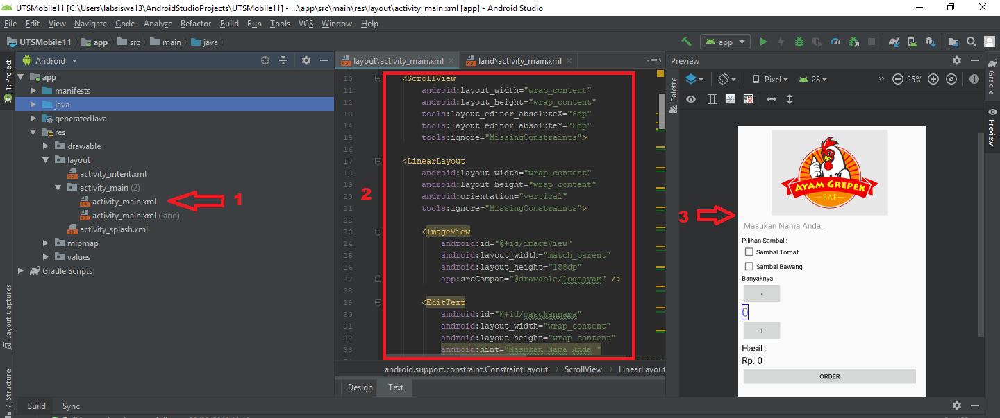 UTSMobile11 [C:\Users\labsiswa13\AndroidStudioProjects\UTSMobile11] - ...\app\src\main\res\layout\activity_main.xml [app] - Android Studio
File Edit View Navigate Code Analyze Refactor Build Run Tools VCS Window Help
UTSMobile11 app src main java
app
Android
layout\activity_main.xml land\activity_main.xml
Preview
1: Project
Layout Captures
Z: Structure
app
manifests
java
generatedJava
res
drawable
layout
activity_intent.xml
activity_main (2)
activity_main.xml
activity_main.xml (land)
activity_splash.xml
mipmap
values
Gradle Scripts
1
2
3
10 <ScrollView
11 android:layout_width="wrap_content"
12 android:layout_height="wrap_content"
13 tools:layout_editor_absoluteX="8dp"
14 tools:layout_editor_absoluteY="8dp"
15 tools:ignore="MissingConstraints">
16
17 <LinearLayout
18 android:layout_width="wrap_content"
19 android:layout_height="wrap_content"
20 android:orientation="vertical"
21 tools:ignore="MissingConstraints">
22
23 <ImageView
24 android:id="@+id/imageView"
25 android:layout_width="match_parent"
26 android:layout_height="188dp"
27 app:srcCompat="@drawable/logoayam" />
28
29 <EditText
30 android:id="@+id/masukannama"
31 android:layout_width="wrap_content"
32 android:layout_height="wrap_content"
33 android:hint="Masukan Nama Anda "
android.support.constraint.ConstraintLayout ScrollView LinearLayout
Design Text
Palette
Pixel 28 » 25%
AYAM GREPEK
BAE
Masukan Nama Anda
Pilihan Sambal :
Sambal Tomat
Sambal Bawang
Banyaknya
-
0
+
Hasil :
Rp. 0
ORDER
Gradle
Preview
Build Sync